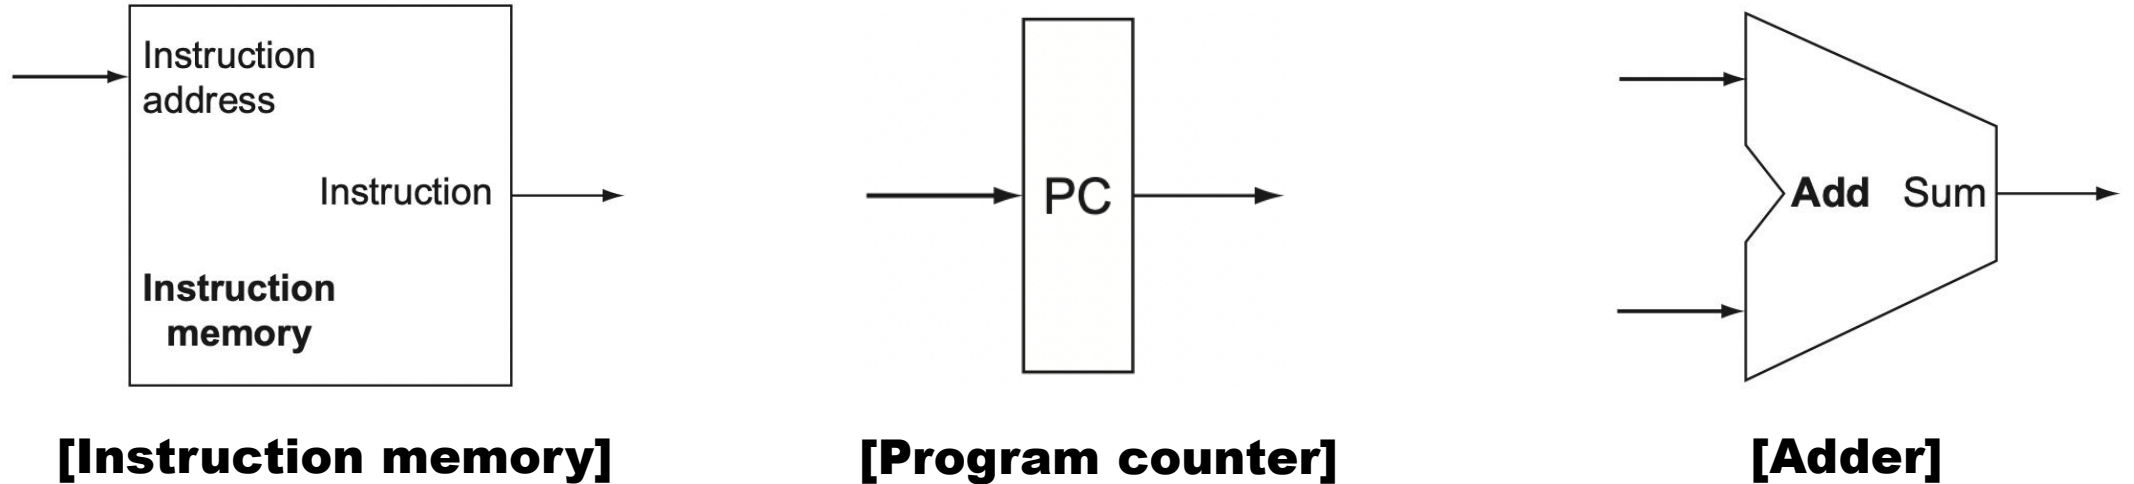 Instruction
address
Instruction
Instruction
memory
PC
Add Sum
[Instruction memory]
[Program counter]
[Adder]